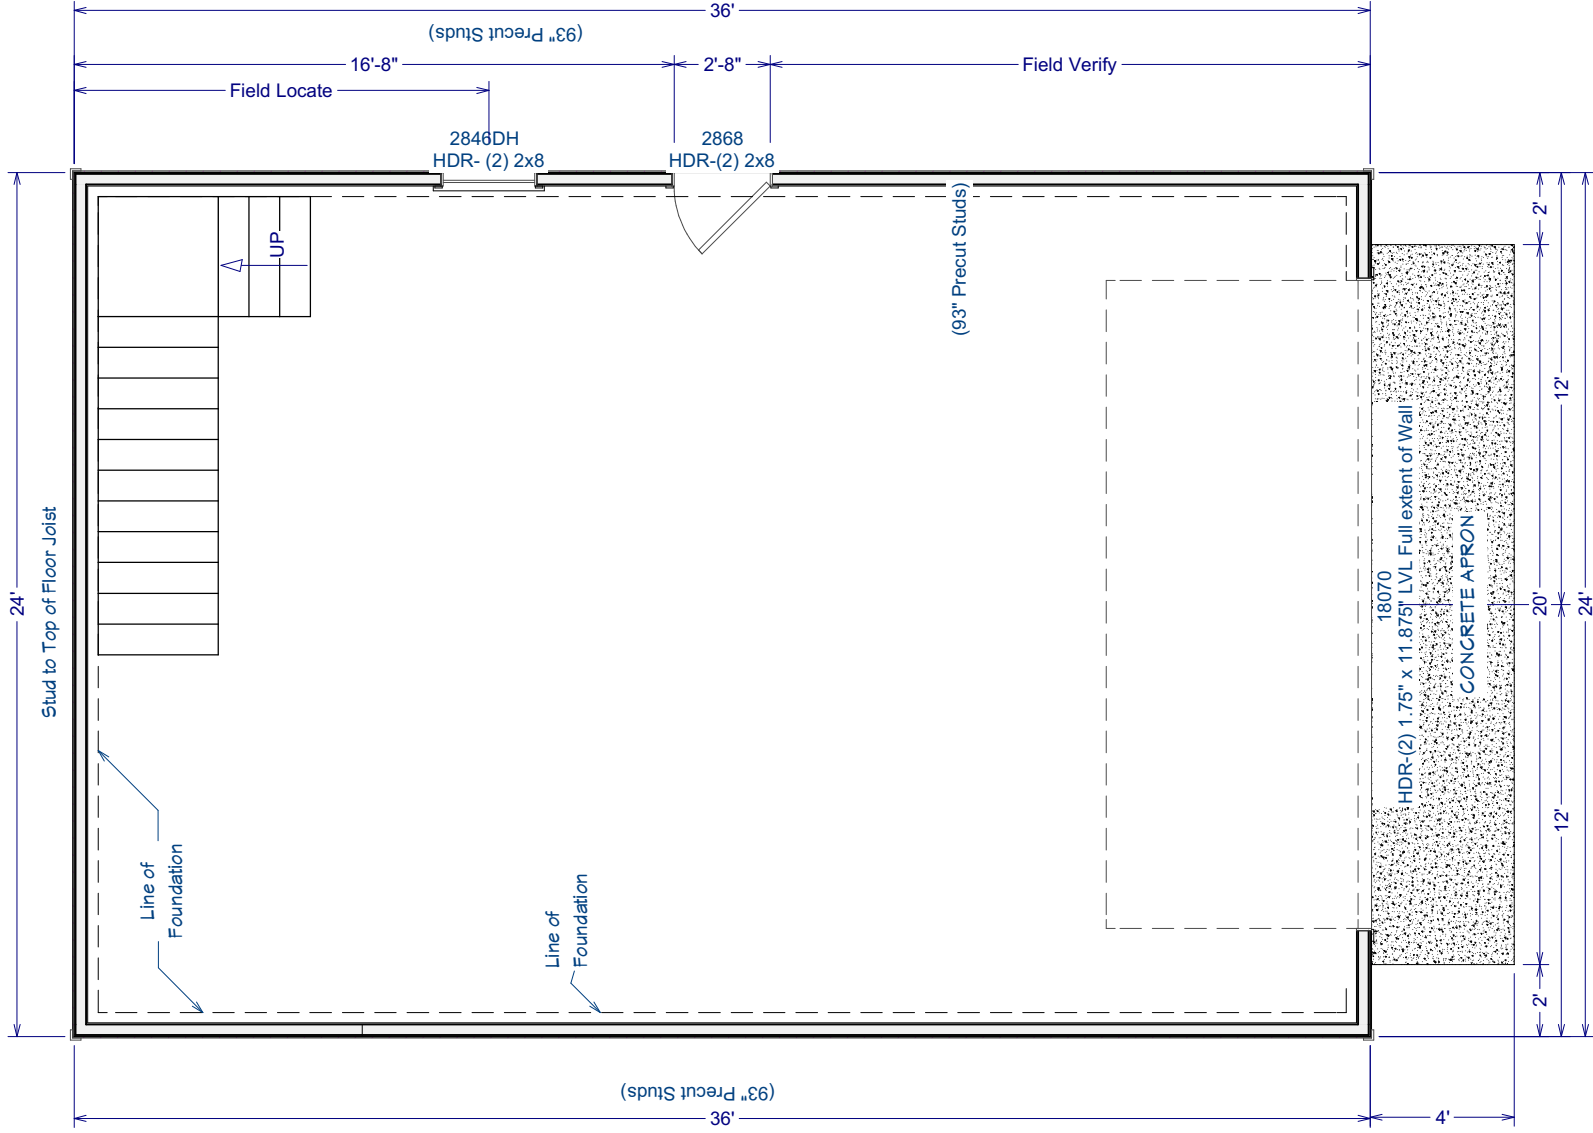 36'
(93" Precut Studs)
16'-8"
2'-8"
Field Verify
Field Locate
2846DH
HDR- (2) 2x8
2868
HDR-(2) 2x8
(93" Precut Studs)
UP
2'
12'
24'
Stud to Top of Floor Joist
18070
HDR-(2) 1.75" x 11.875" LVL Full extent of Wall
CONCRETE APRON
20'
24'
12'
Line of
Foundation
Line of
Foundation
2'
(93" Precut Studs)
36'
4'